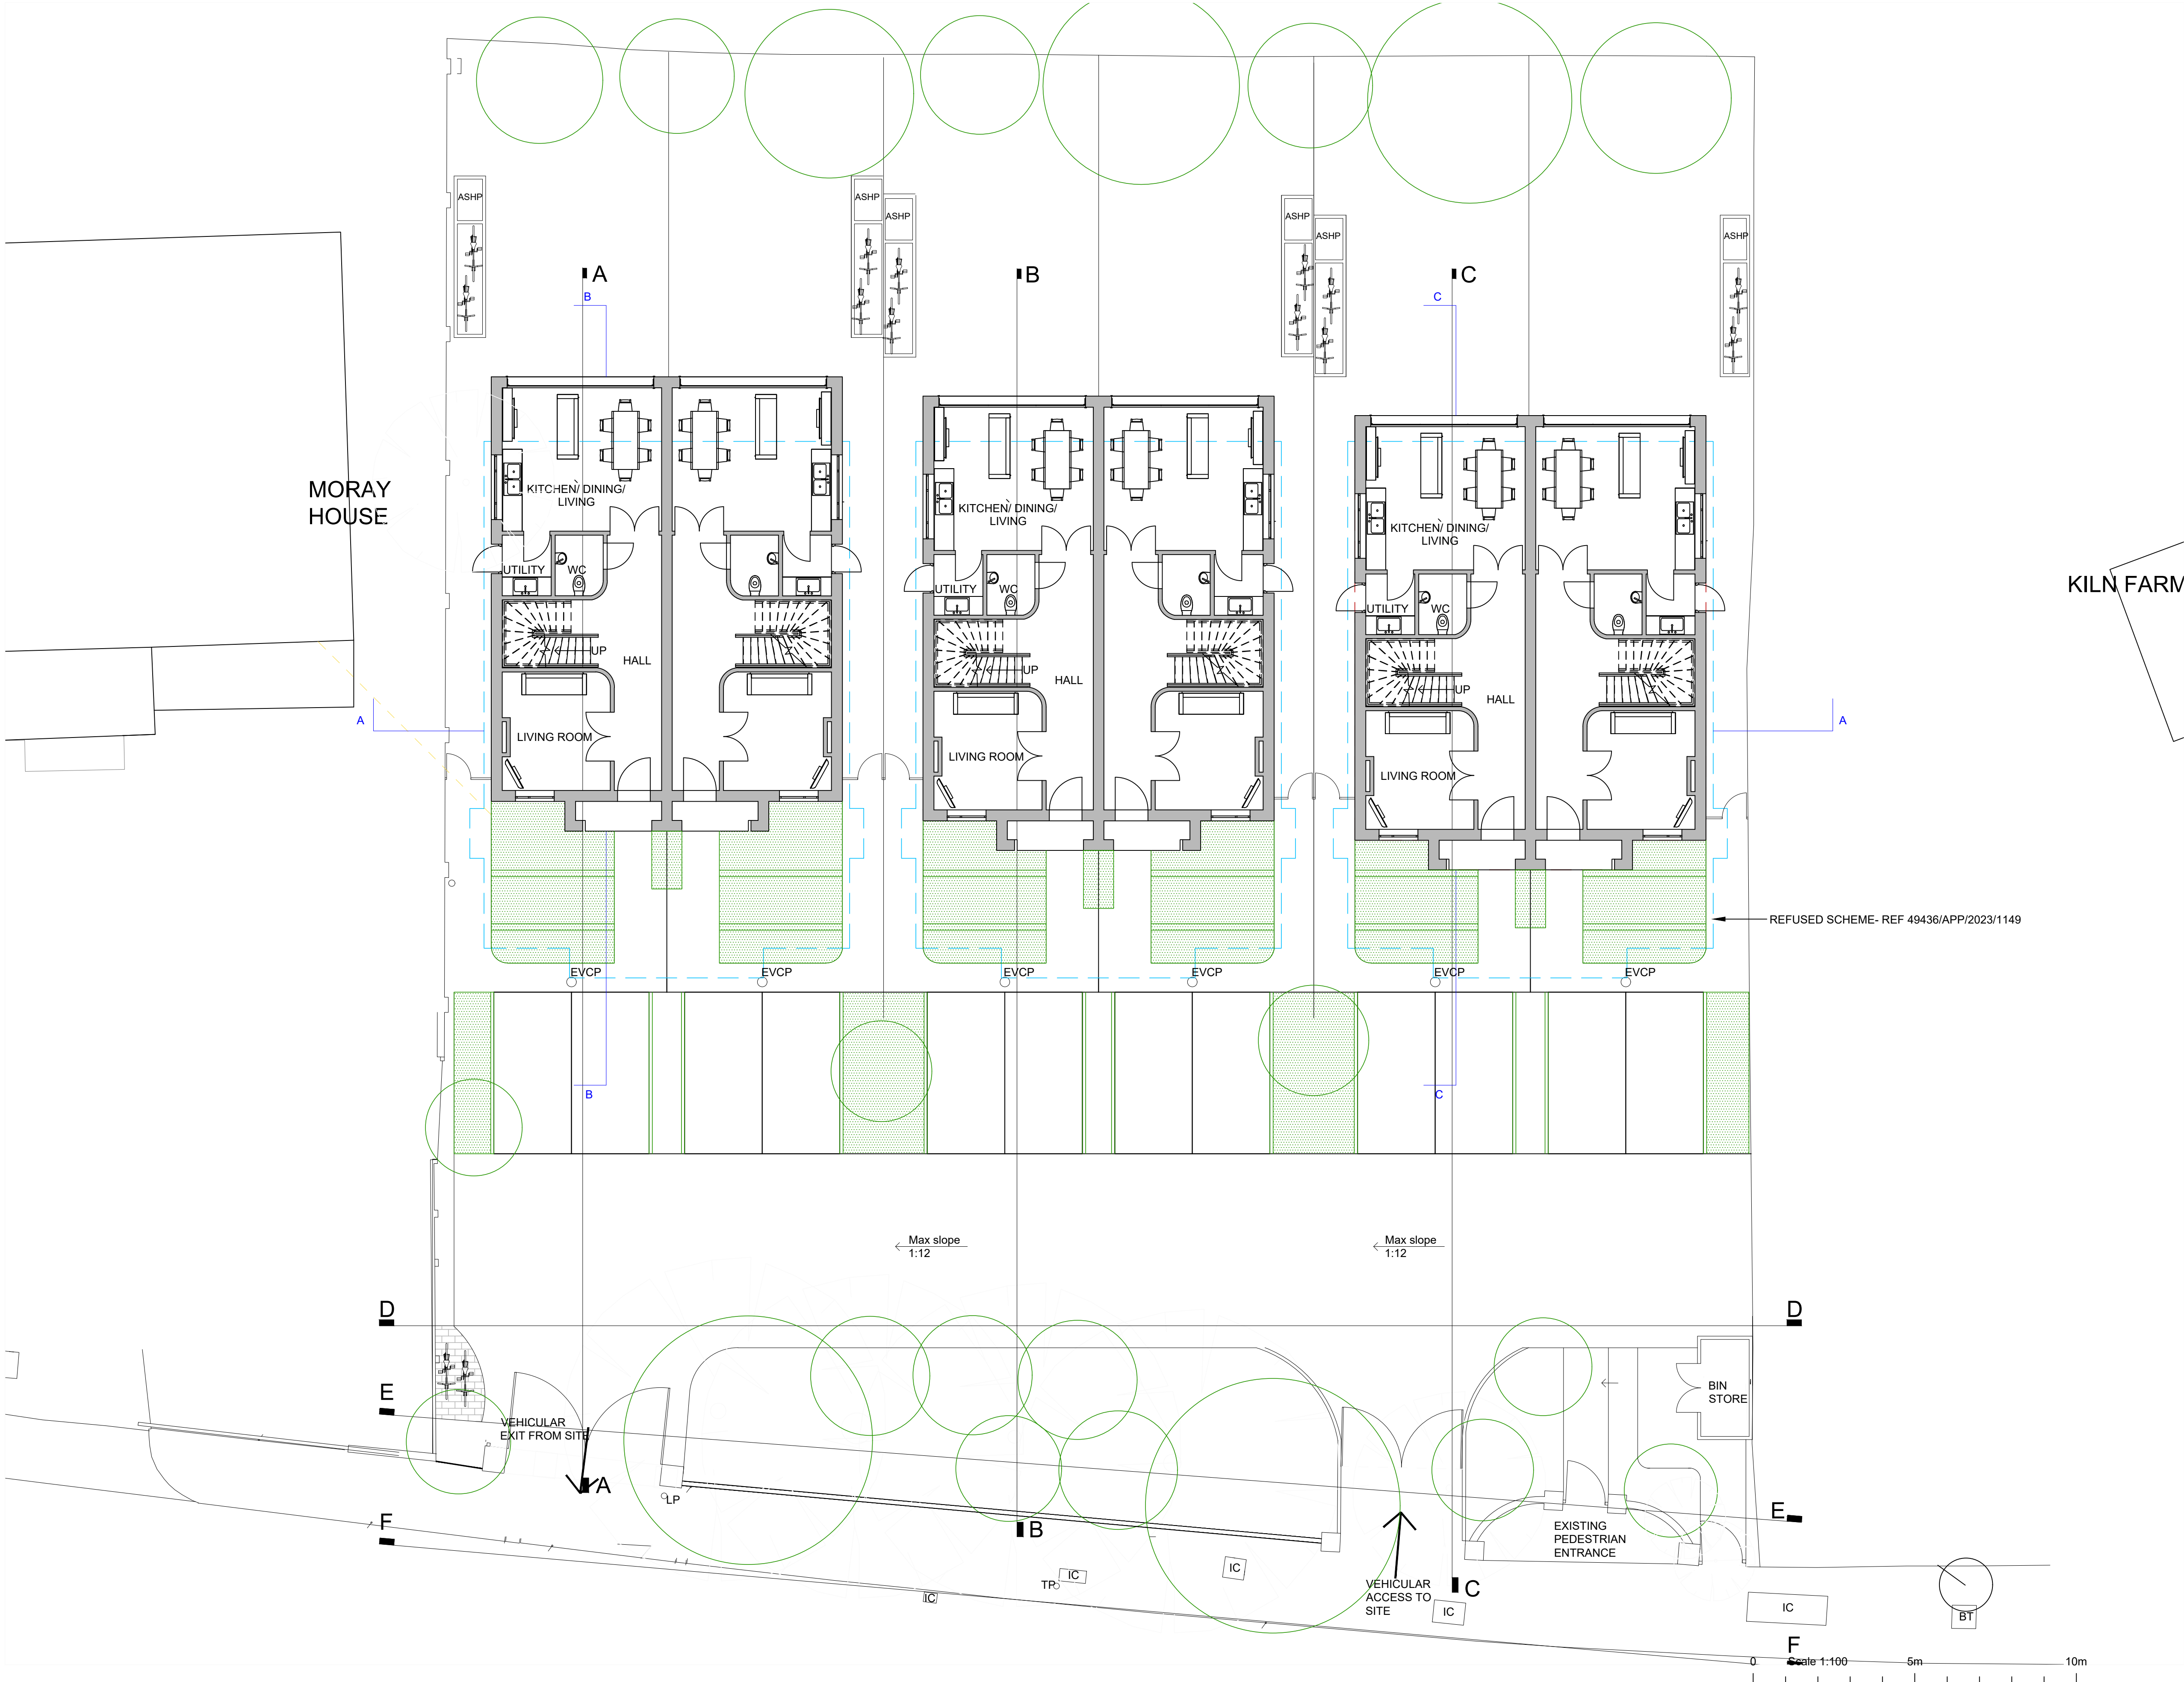 ASHP
ASHP
ASHP
ASHP
ASHP
ASHP
A
B
C
B
C
MORAY
HOUSE
KITCHEN/ DINING/
LIVING
KITCHEN/ DINING/
LIVING
KITCHEN/ DINING/
LIVING
UTILITY
WC
UTILITY
WC
UTILITY
WC
KILN FARM
UP
HALL
UP
HALL
UP
HALL
A
A
LIVING ROOM
LIVING ROOM
LIVING ROOM
REFUSED SCHEME- REF 49436/APP/2023/1149
EVCP
EVCP
EVCP
EVCP
EVCP
EVCP
B
C
Max slope
1:12
Max slope
1:12
D
D
E
VEHICULAR
EXIT FROM SITE
BIN
STORE
A
LP
F
B
E
EXISTING
PEDESTRIAN
ENTRANCE
TP
IC
IC
IC
VEHICULAR
ACCESS TO
SITE
C
IC
IC
BT
F
0
Scale 1:100
5m
10m